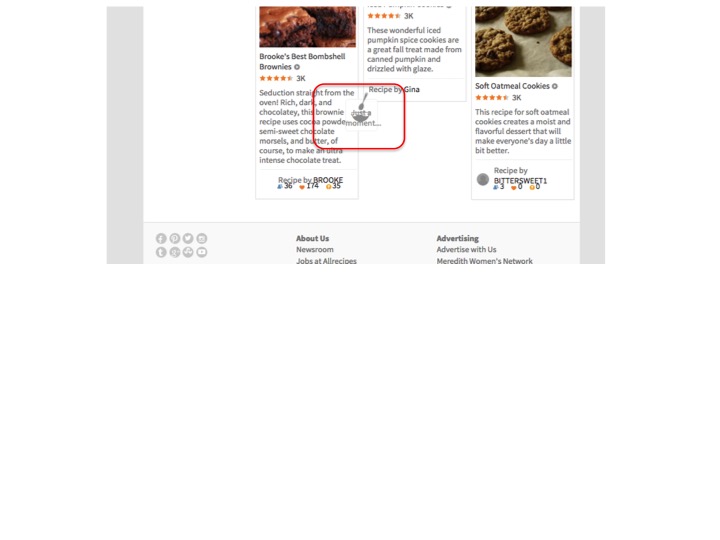 Brooke's Best Bombshell
Brownies
3K
Seduction straight from the
oven! Rich, dark, and
chocolatey, this brownie
recipe uses cocoa powde
semi-sweet chocolate
morsels, and butter, of
course, to make an ultra
intense chocolate treat.
Recipe by BROOKE
36 174 35
3K
These wonderful iced
pumpkin spice cookies are
a great fall treat made from
canned pumpkin and
drizzled with glaze.
Recipe by Gina
Just a
moment...
Soft Oatmeal Cookies
3K
This recipe for soft oatmeal
cookies creates a moist and
flavorful dessert that will
make everyone's day a little
bit better.
Recipe by
BITTERSWEET1
3 0 0
About Us
Newsroom
Jobs at Allrecipes
Advertising
Advertise with Us
Meredith Women's Network